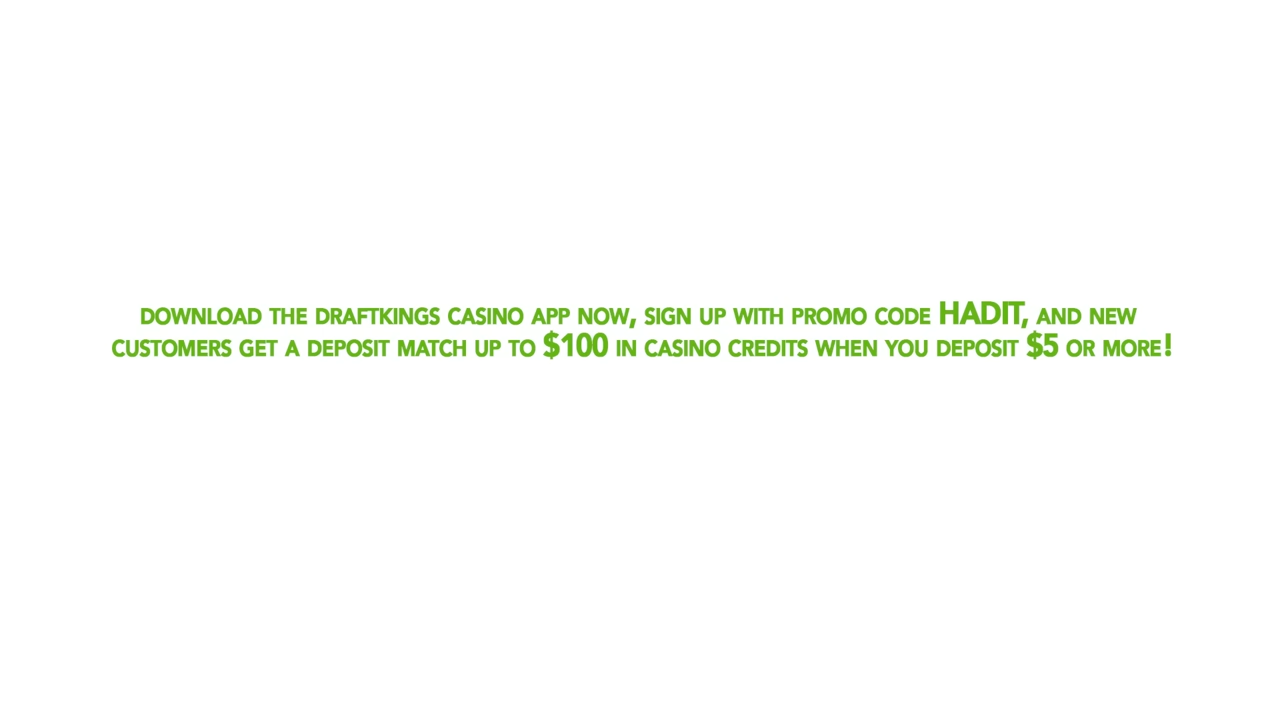 DOWNLOAD THE DRAFTKINGS CASINO APP NOW, SIGN UP WITH PROMO CODE HADIT, AND NEW
CUSTOMERS GET A DEPOSIT MATCH UP TO $100 IN CASINO CREDITS WHEN YOU DEPOSIT $5 OR MORE!